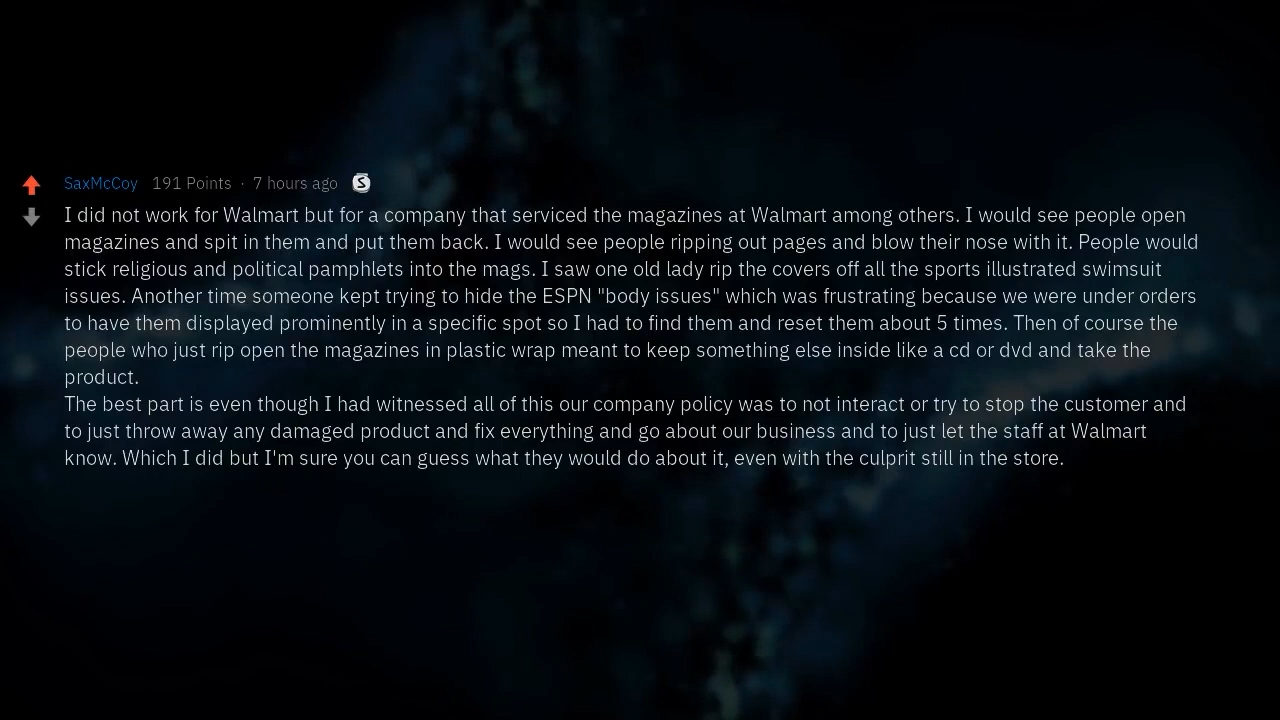 SaxMcCoy 191 Points · 7 hours ago S
I did not work for Walmart but for a company that serviced the magazines at Walmart among others. I would see people open
magazines and spit in them and put them back. I would see people ripping out pages and blow their nose with it. People would
stick religious and political pamphlets into the mags. I saw one old lady rip the covers off all the sports illustrated swimsuit
issues. Another time someone kept trying to hide the ESPN "body issues" which was frustrating because we were under orders
to have them displayed prominently in a specific spot so I had to find them and reset them about 5 times. Then of course the
people who just rip open the magazines in plastic wrap meant to keep something else inside like a cd or dvd and take the
product.
The best part is even though I had witnessed all of this our company policy was to not interact or try to stop the customer and
to just throw away any damaged product and fix everything and go about our business and to just let the staff at Walmart
know. Which I did but I'm sure you can guess what they would do about it, even with the culprit still in the store.